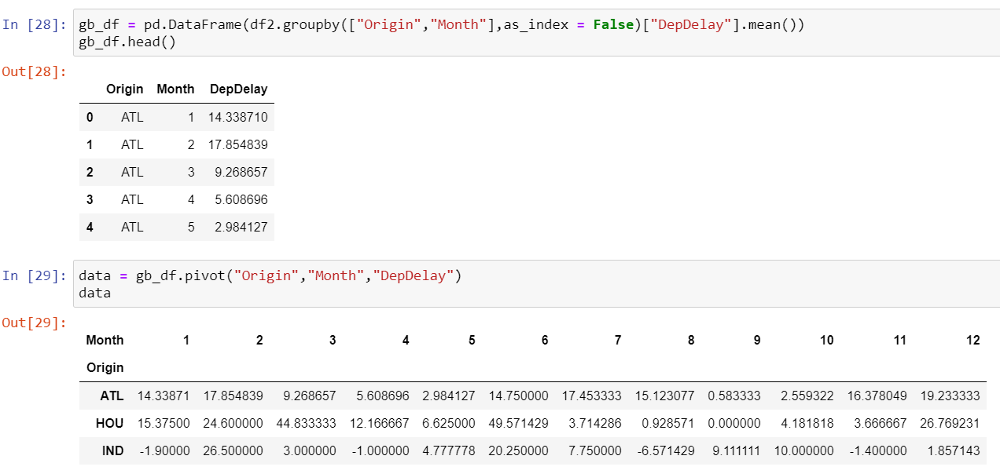 In [28]: gb_df = pd.DataFrame(df2.groupby(["Origin","Month"],as_index = False)["DepDelay"].mean())
gb_df.head()
Out[28]:
Origin Month DepDelay
0 ATL 1 14.338710
1 ATL 2 17.854839
2 ATL 3 9.268657
3 ATL 4 5.608696
4 ATL 5 2.984127
In [29]: data = gb_df.pivot("Origin","Month","DepDelay")
data
Out[29]:
Month 1 2 3 4 5 6 7 8 9 10 11 12
Origin
ATL 14.33871 17.854839 9.268657 5.608696 2.984127 14.750000 17.453333 15.123077 0.583333 2.559322 16.378049 19.233333
HOU 15.37500 24.600000 44.833333 12.166667 6.625000 49.571429 3.714286 0.928571 0.000000 4.181818 3.666667 26.769231
IND -1.90000 26.500000 3.000000 -1.000000 4.777778 20.250000 7.750000 -6.571429 9.111111 10.000000 -1.400000 1.857143